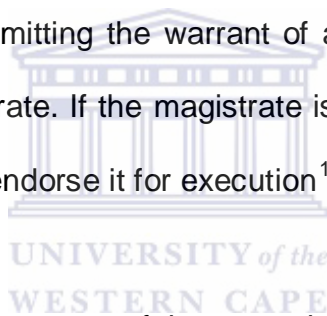 mitting the warrant of a
rate. If the magistrate is
endorse it for execution¹
UNIVERSITY of the
WESTERN CAPE